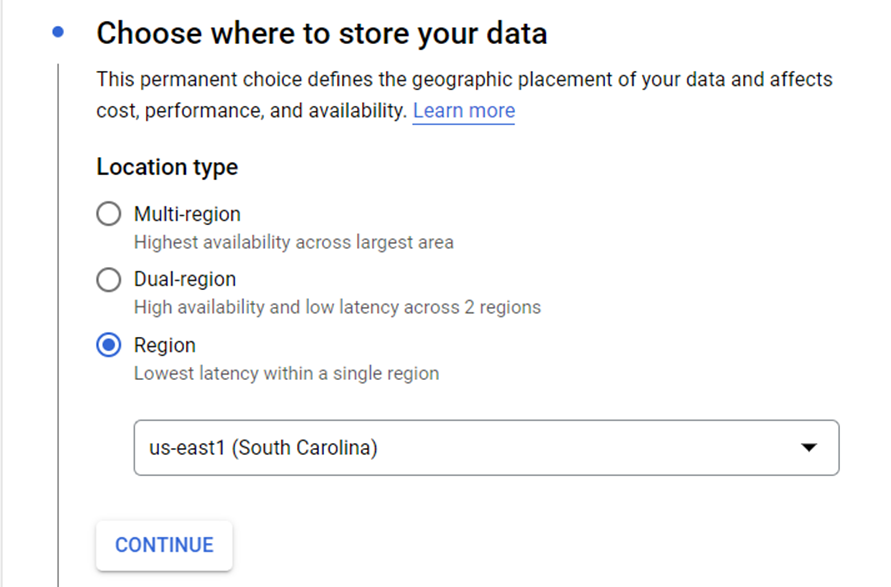 Choose where to store your data
This permanent choice defines the geographic placement of your data and affects
cost, performance, and availability. Learn more
Location type
Multi-region
Highest availability across largest area
Dual-region
High availability and low latency across 2 regions
Region
Lowest latency within a single region
us-east1 (South Carolina)
CONTINUE